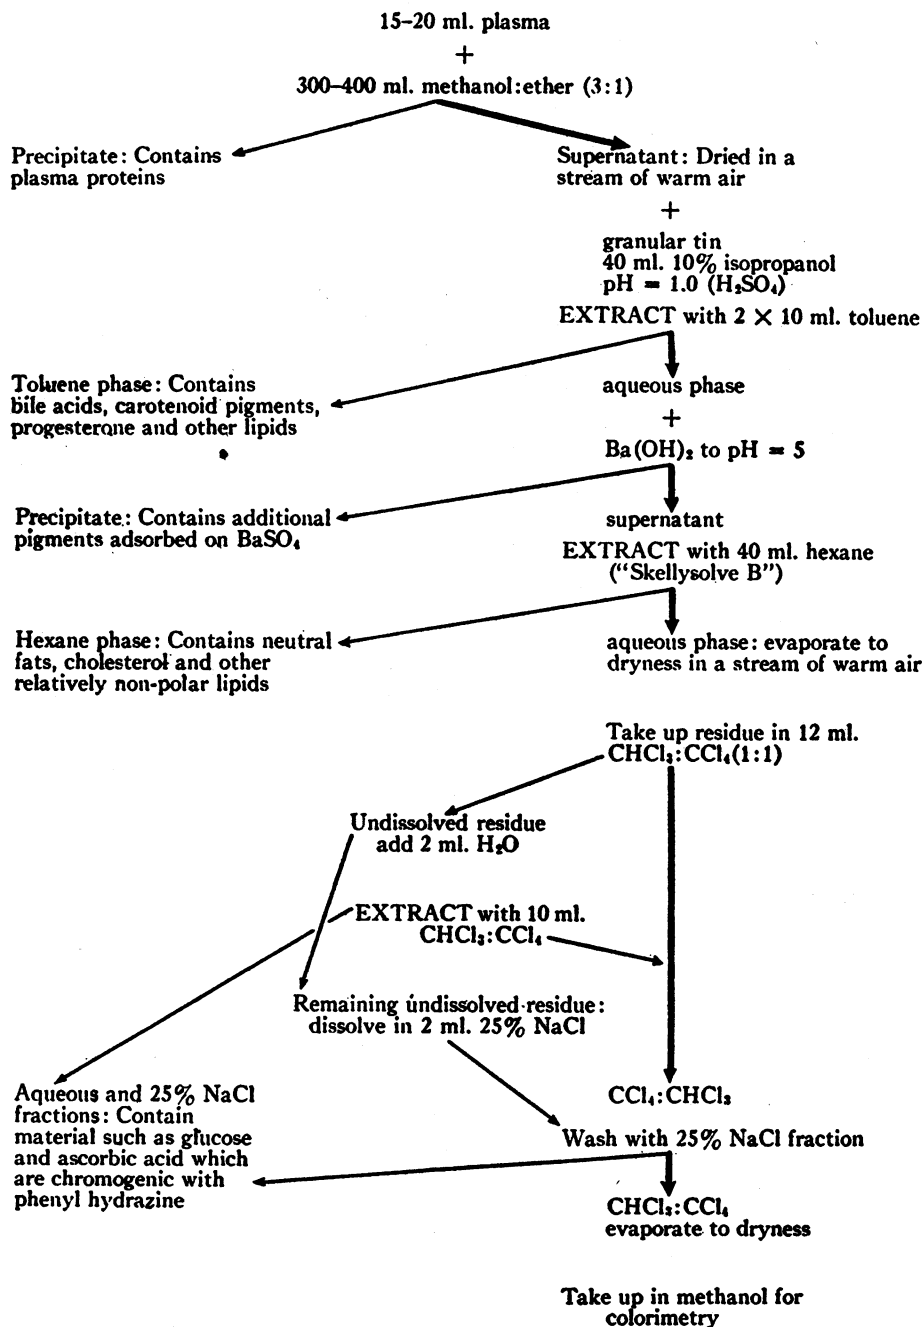 15–20 ml. plasma
+
300–400 ml. methanol:ether (3:1)
Precipitate: Contains
plasma proteins
Supernatant: Dried in a
stream of warm air
+
granular tin
40 ml. 10% isopropanol
pH = 1.0 (H₂SO₄)
EXTRACT with 2 × 10 ml. toluene
Toluene phase: Contains
bile acids, carotenoid pigments,
progesterone and other lipids
aqueous phase
+
Ba(OH)₂ to pH = 5
Precipitate: Contains additional
pigments adsorbed on BaSO₄
supernatant
EXTRACT with 40 ml. hexane
("Skellysolve B")
Hexane phase: Contains neutral
fats, cholesterol and other
relatively non-polar lipids
aqueous phase: evaporate to
dryness in a stream of warm air
Take up residue in 12 ml.
CHCl₃:CCl₄(1:1)
Undissolved residue
add 2 ml. H₂O
EXTRACT with 10 ml.
CHCl₃:CCl₄
Remaining undissolved residue:
dissolve in 2 ml. 25% NaCl
Aqueous and 25% NaCl
fractions: Contain
material such as glucose
and ascorbic acid which
are chromogenic with
phenyl hydrazine
CCl₄:CHCl₃
Wash with 25% NaCl fraction
CHCl₃:CCl₄
evaporate to dryness
Take up in methanol for
colorimetry